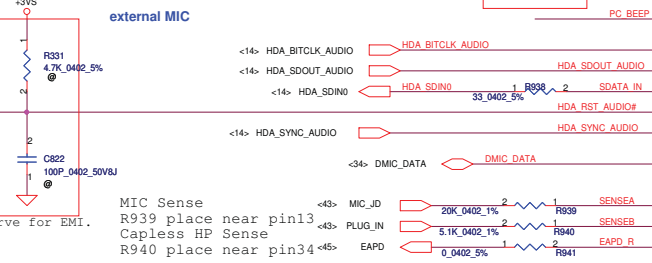 +3VS
external MIC
PC_BEEP
R331
4.7K_0402_5%
@
1
2
<14> HDA_BITCLK_AUDIO
HDA_BITCLK_AUDIO
<14> HDA_SDOUT_AUDIO
HDA_SDOUT_AUDIO
<14> HDA_SDIN0
HDA_SDIN0
1 R938 2
33_0402_5%
SDATA_IN
HDA_RST_AUDIO#
<14> HDA_SYNC_AUDIO
HDA_SYNC_AUDIO
2
C822
100P_0402_50V8J
1
@
<34> DMIC_DATA
DMIC_DATA
rve for EMI.
MIC Sense
R939 place near pin13
Capless HP Sense
R940 place near pin34
<43> MIC_JD
2 1
20K_0402_1%
R939
SENSEA
<43> PLUG_IN
2 1
5.1K_0402_1%
R940
SENSEB
<45> EAPD
1 2
0_0402_5%
R941
EAPD_R